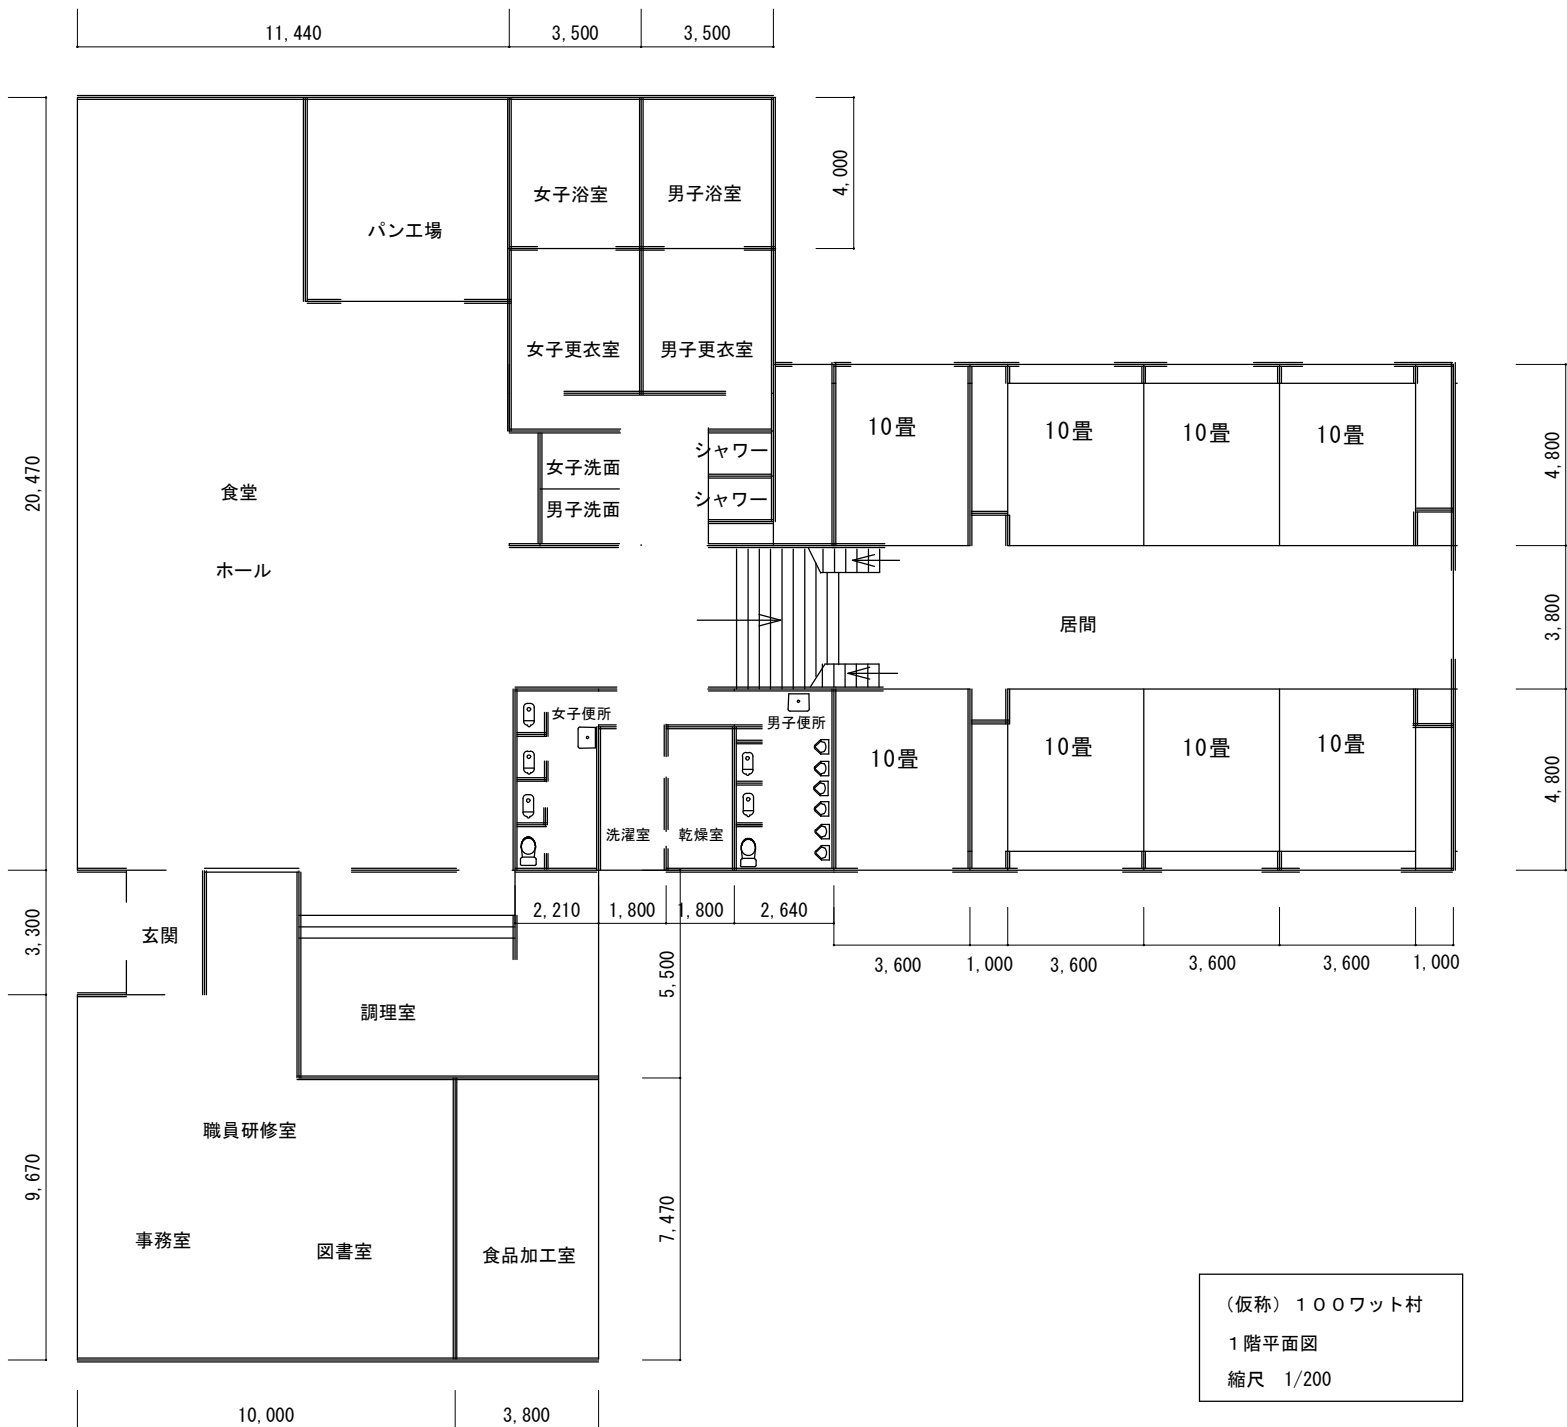 11,440
3,500
3,500
4,000
女子浴室
男子浴室
パン工場
女子更衣室
男子更衣室
10畳
10畳
10畳
10畳
4,800
シャワー
女子洗面
20,470
食堂
シャワー
男子洗面
ホール
3,800
居間
女子便所
男子便所
10畳
10畳
10畳
10畳
4,800
洗濯室
乾燥室
2,210
1,800
1,800
2,640
3,300
玄関
5,500
3,600
1,000
3,600
3,600
3,600
1,000
調理室
職員研修室
9,670
7,470
事務室
図書室
食品加工室
(仮称)100ワット村
1階平面図
縮尺 1/200
10,000
3,800